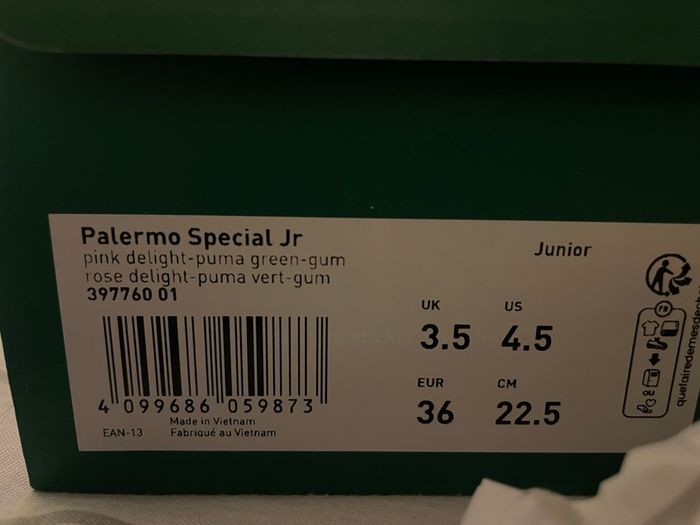 Palermo Special Jr
pink delight-puma green-gum
rose delight-puma vert-gum
397760 01
Junior
UK
3.5
US
4.5
EUR
36
CM
22.5
4 099686 059873
EAN-13
Made in Vietnam
Fabriqué au Vietnam
FR